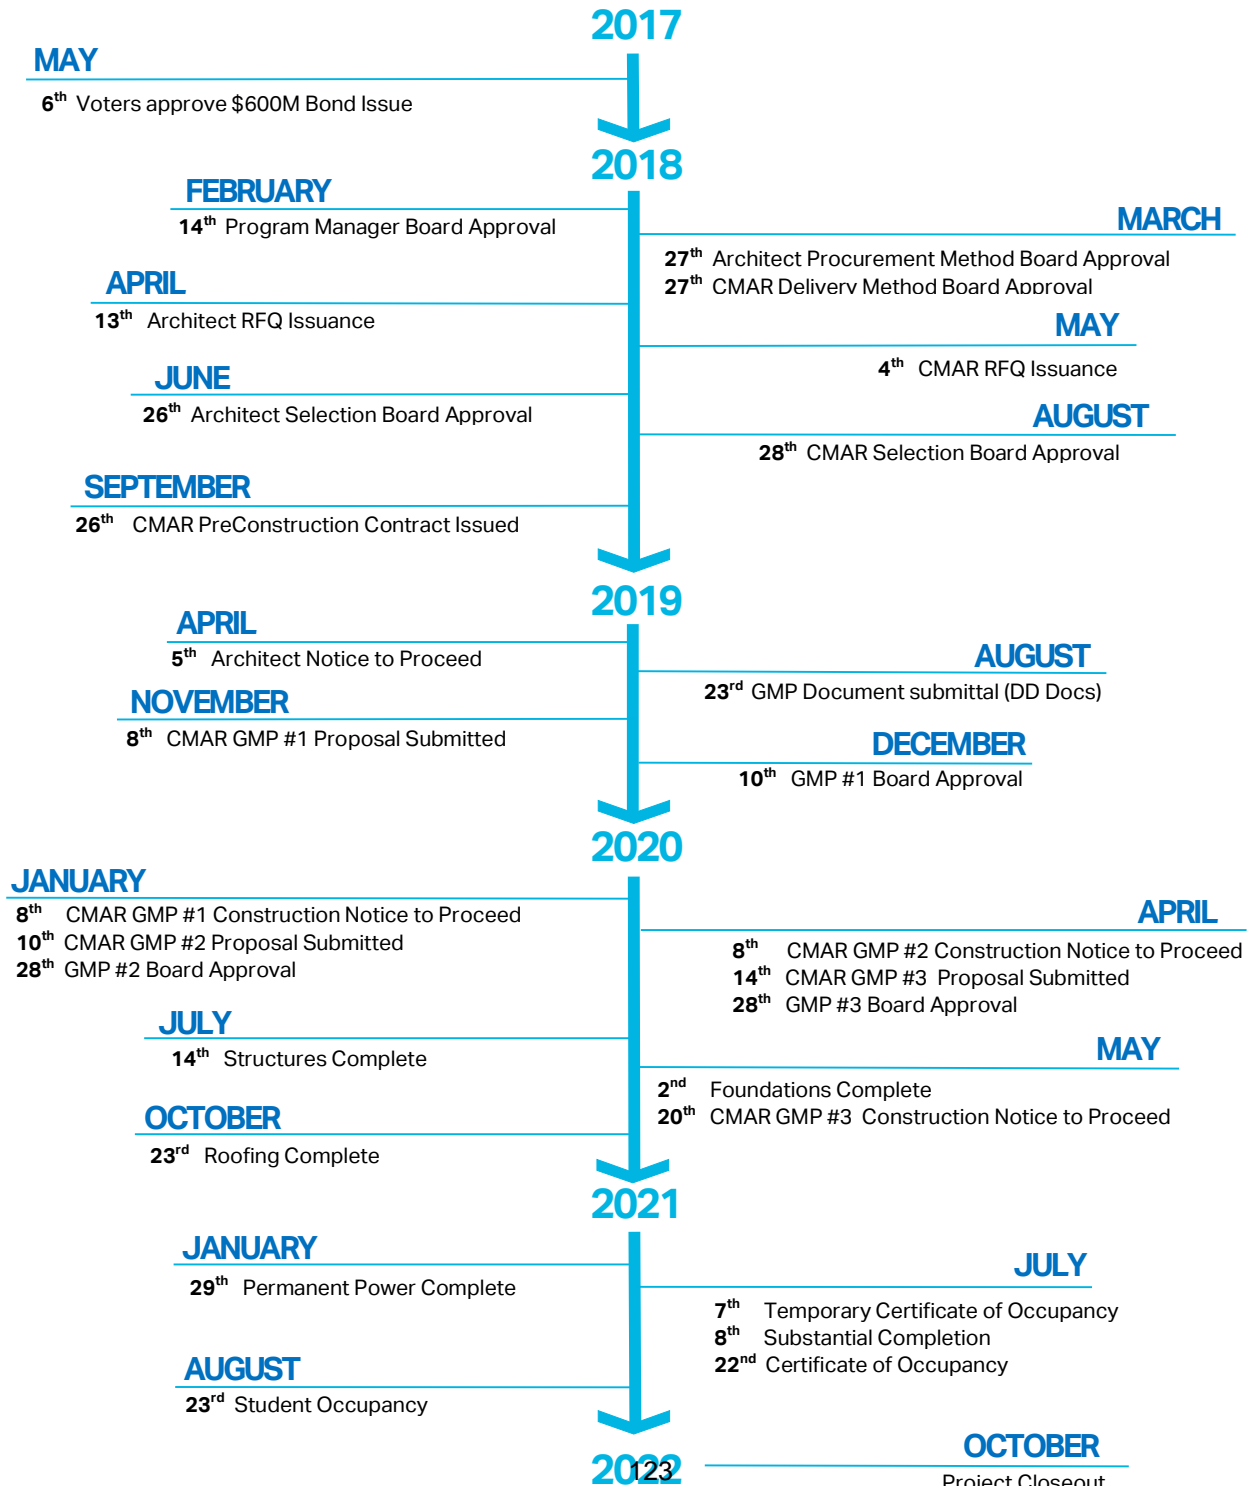 2017
MAY
6th Voters approve $600M Bond Issue
2018
FEBRUARY
14th Program Manager Board Approval
MARCH
27th Architect Procurement Method Board Approval
27th CMAR Delivery Method Board Approval
APRIL
13th Architect RFQ Issuance
MAY
4th CMAR RFQ Issuance
JUNE
26th Architect Selection Board Approval
AUGUST
28th CMAR Selection Board Approval
SEPTEMBER
26th CMAR PreConstruction Contract Issued
2019
APRIL
5th Architect Notice to Proceed
AUGUST
23rd GMP Document submittal (DD Docs)
NOVEMBER
8th CMAR GMP #1 Proposal Submitted
DECEMBER
10th GMP #1 Board Approval
2020
JANUARY
8th CMAR GMP #1 Construction Notice to Proceed
10th CMAR GMP #2 Proposal Submitted
28th GMP #2 Board Approval
APRIL
8th CMAR GMP #2 Construction Notice to Proceed
14th CMAR GMP #3 Proposal Submitted
28th GMP #3 Board Approval
JULY
14th Structures Complete
MAY
2nd Foundations Complete
20th CMAR GMP #3 Construction Notice to Proceed
OCTOBER
23rd Roofing Complete
2021
JANUARY
29th Permanent Power Complete
JULY
7th Temporary Certificate of Occupancy
8th Substantial Completion
22nd Certificate of Occupancy
AUGUST
23rd Student Occupancy
2022
123
OCTOBER
Project Closeout